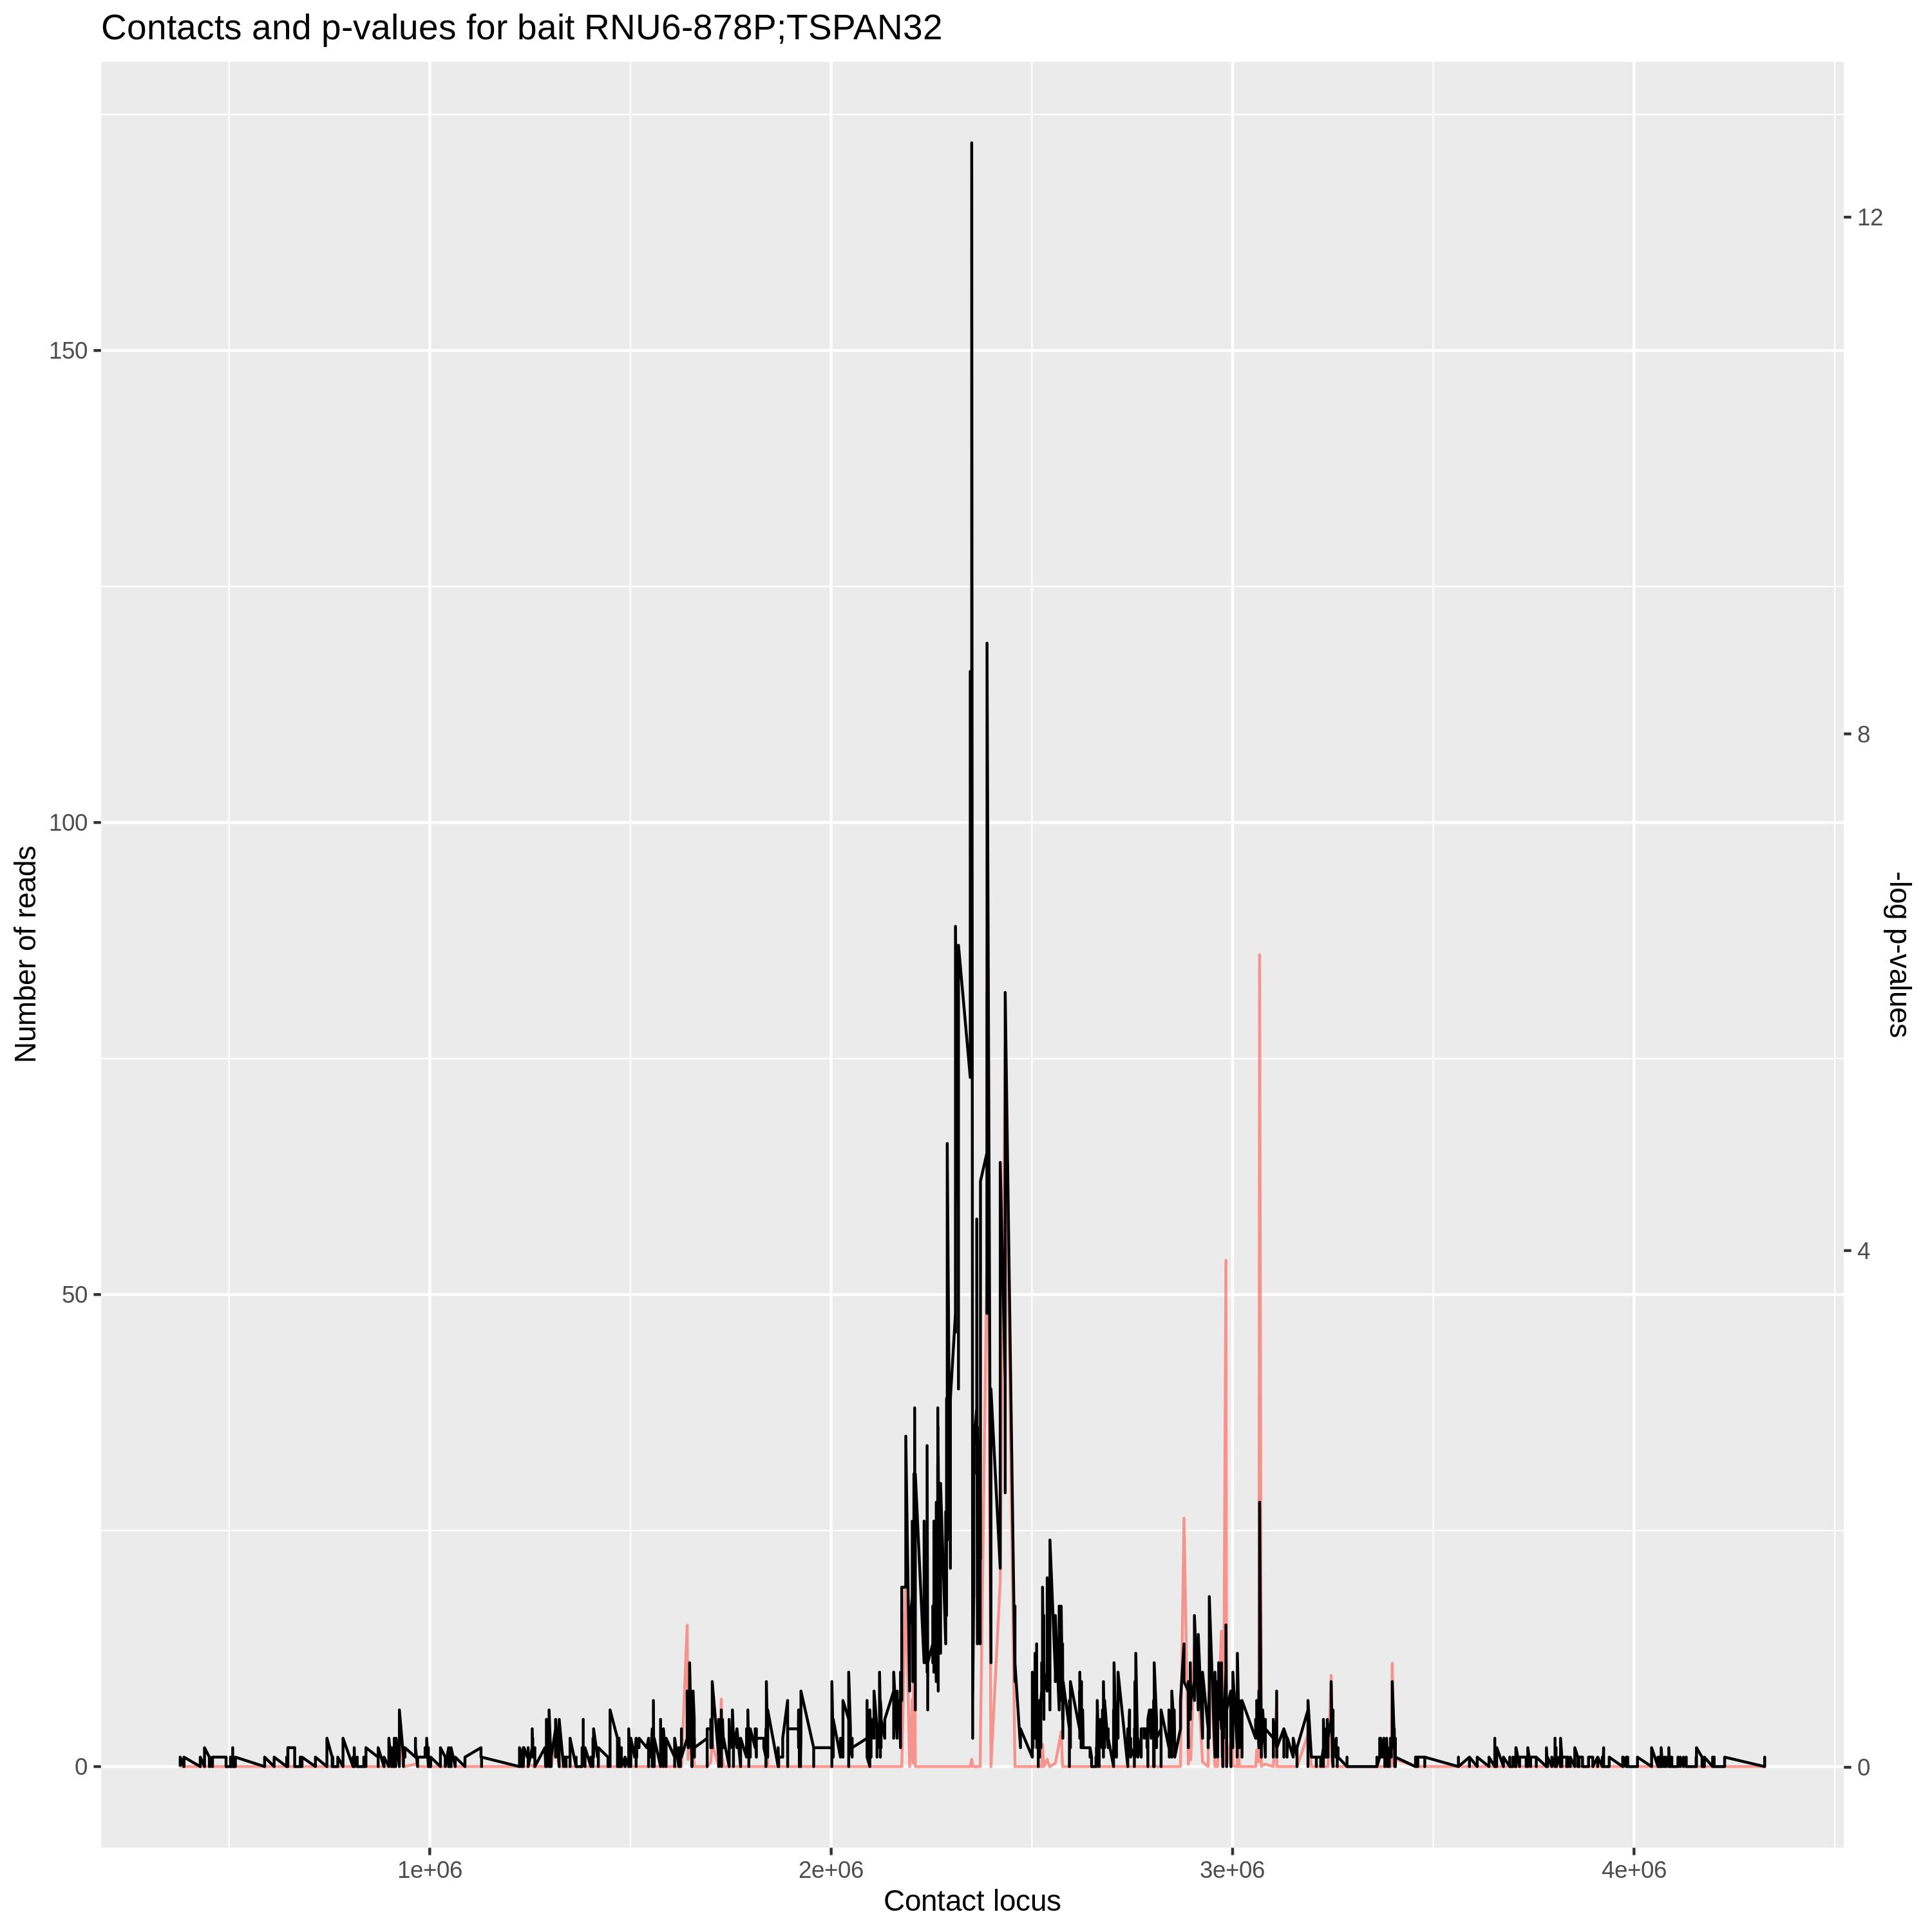 Contacts and p-values for bait RNU6-878P;TSPAN32
Number of reads
150
100
50
0
12
8
4
0
-log p-values
1e+06
2e+06
3e+06
4e+06
Contact locus